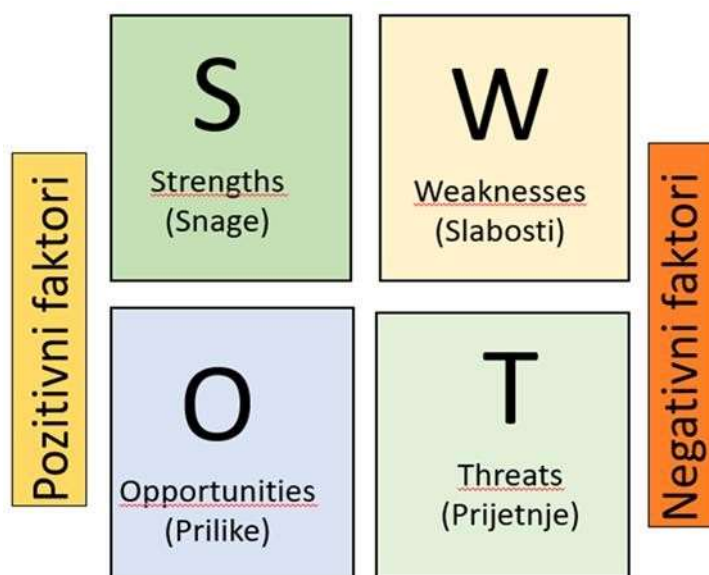 S
Strengths
(Snage)
W
Weaknesses
(Slabosti)
Pozitivni faktori
Negativni faktori
O
Opportunities
(Prilike)
T
Threats
(Prijetnje)